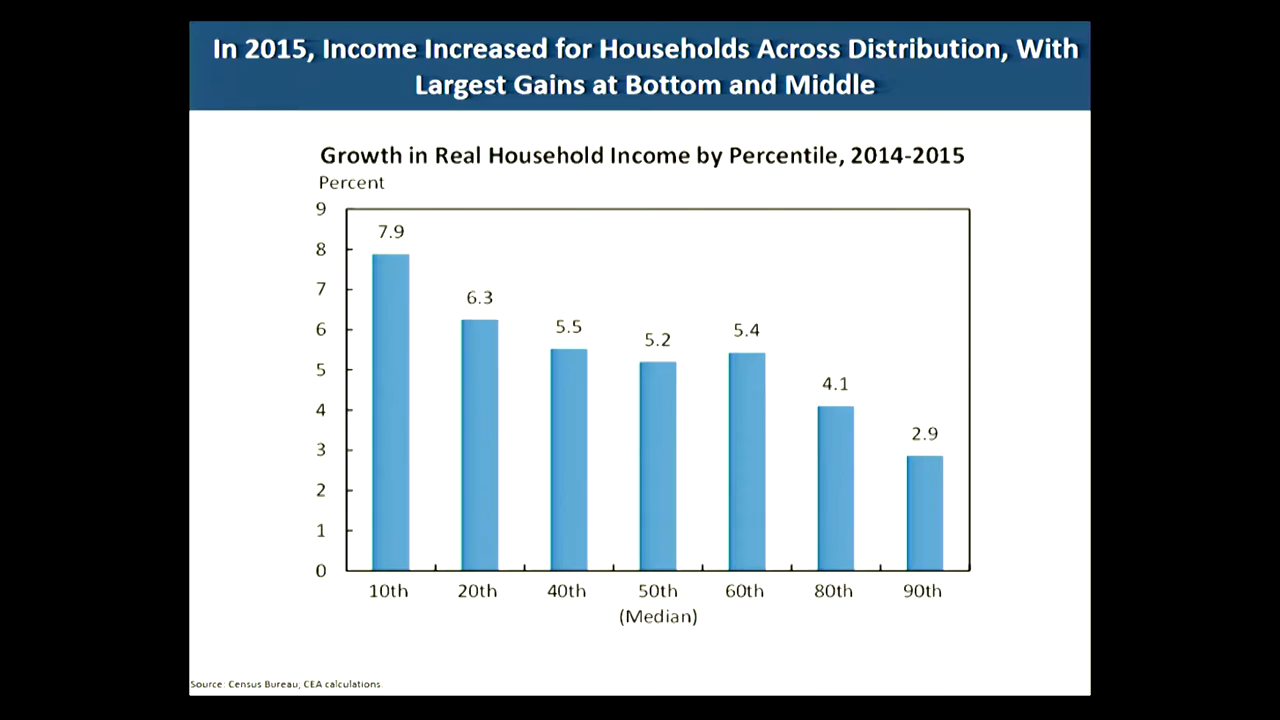 In 2015, Income Increased for Households Across Distribution, With
Largest Gains at Bottom and Middle
Growth in Real Household Income by Percentile, 2014-2015
Percent
9
8
7
6
5
4
3
2
1
0
7.9
6.3
5.5
5.2
5.4
4.1
2.9
10th 20th 40th 50th 60th 80th 90th
(Median)
Source: Census Bureau; CEA calculations.